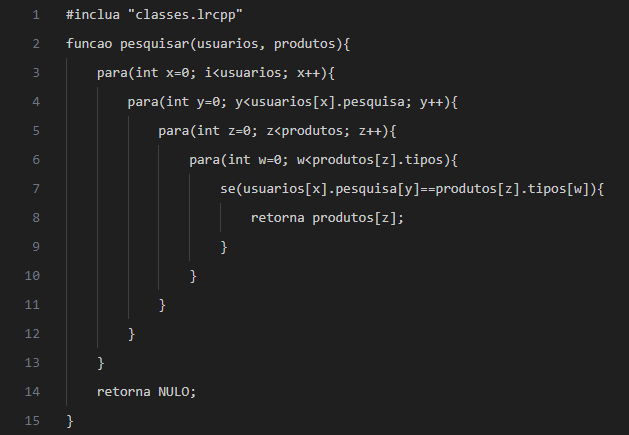 1 #inclua "classes.lrcpp"
2 funcao pesquisar(usuarios, produtos){
3 para(int x=0; i<usuarios; x++){
4 para(int y=0; y<usuarios[x].pesquisa; y++){
5 para(int z=0; z<produtos; z++){
6 para(int w=0; w<produtos[z].tipos){
7 se(usuarios[x].pesquisa[y]==produtos[z].tipos[w]){
8 retorna produtos[z];
9 }
10 }
11 }
12 }
13 }
14 retorna NULO;
15 }